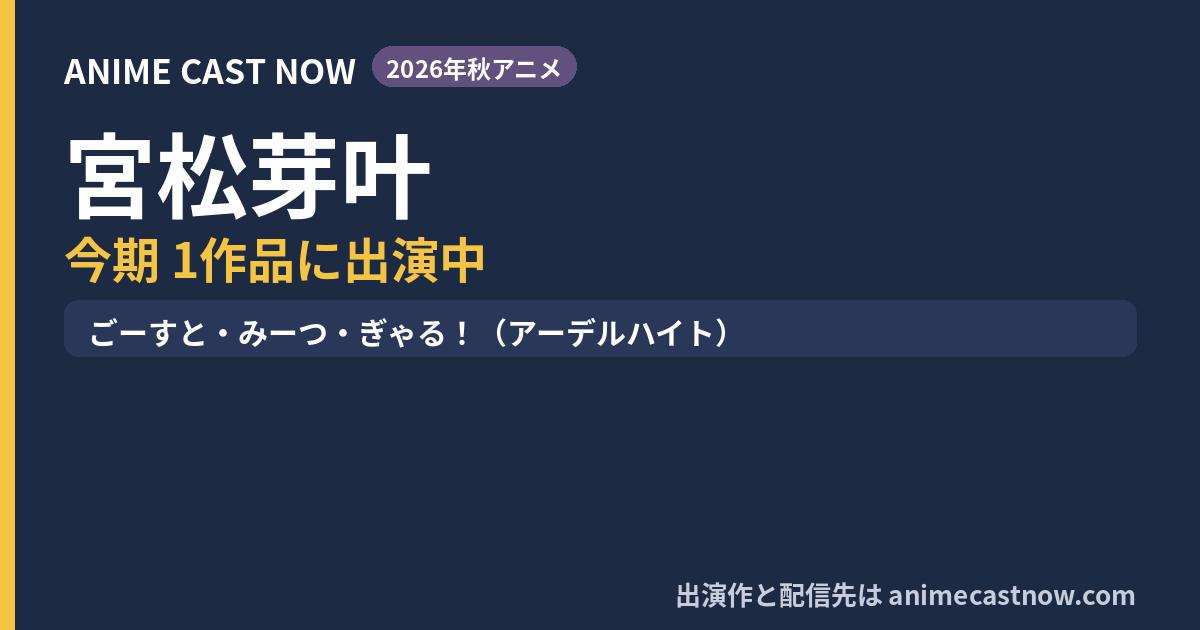 ANIME CAST NOW 2026年秋アニメ
宮松芽叶
今期 1作品に出演中
ごーすと・みーつ・ぎゃる！（アーデルハイト）
出演作と配信先は animecastnow.com